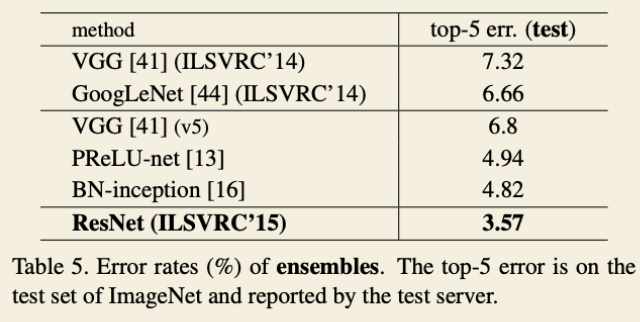 method top-5 err. (test)
VGG [41] (ILSVRC’14) 7.32
GoogLeNet [44] (ILSVRC’14) 6.66
VGG [41] (v5) 6.8
PReLU-net [13] 4.94
BN-inception [16] 4.82
ResNet (ILSVRC’15) 3.57
Table 5. Error rates (%) of ensembles. The top-5 error is on the
test set of ImageNet and reported by the test server.